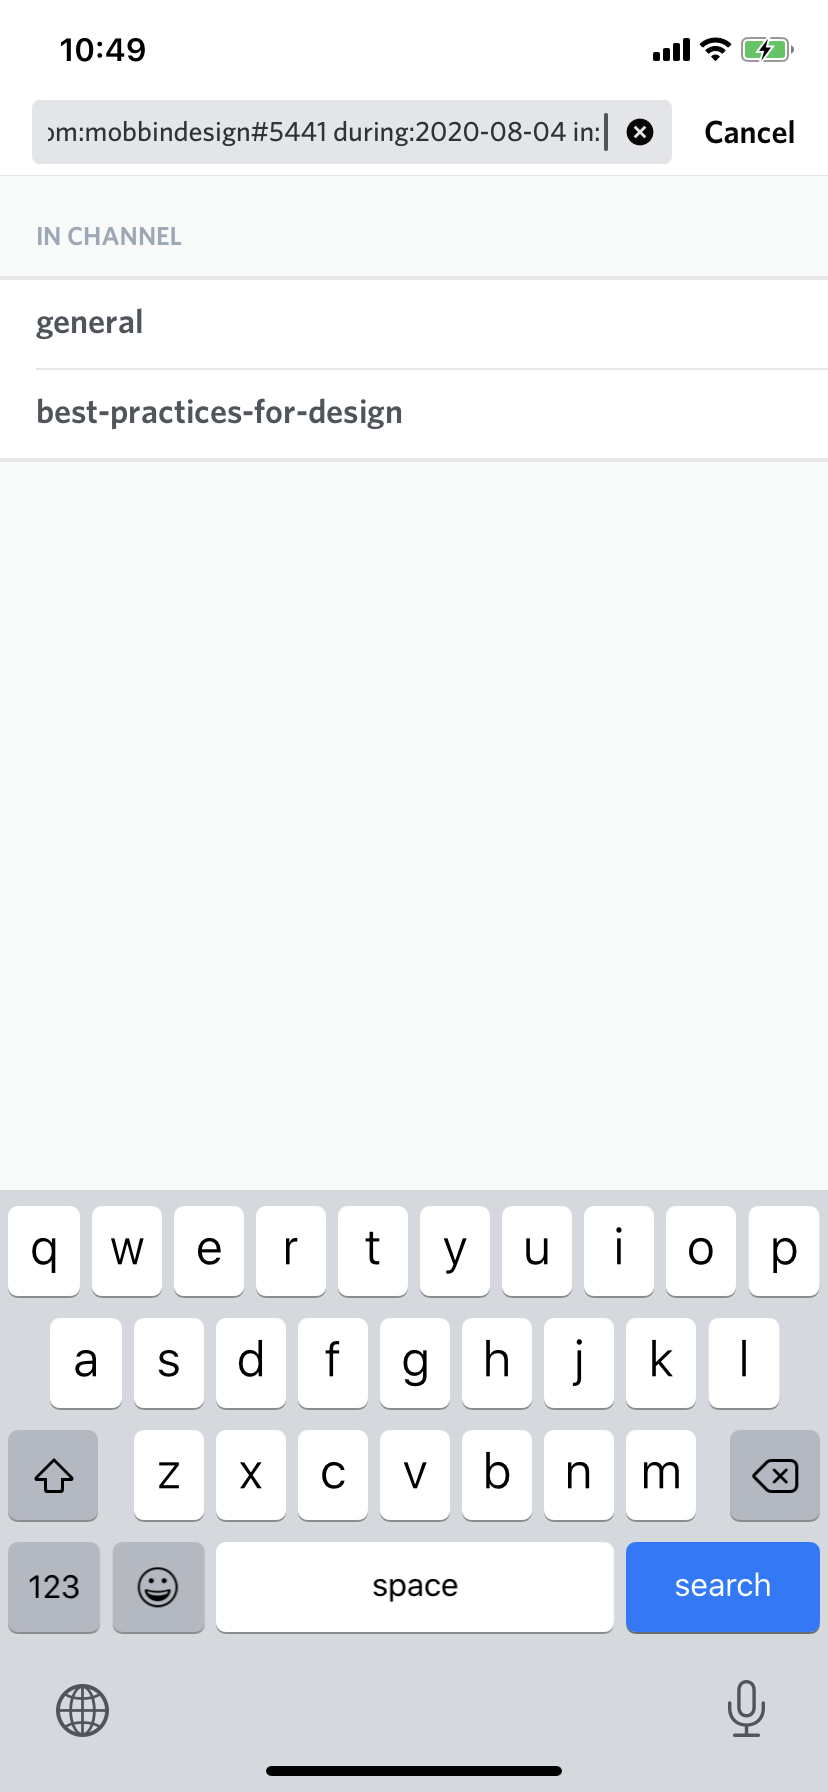 10:49
om:mobbindesign#5441 during:2020-08-04 in:
Cancel
IN CHANNEL
general
best-practices-for-design
q w e r t y u i o p
a s d f g h j k l
z x c v b n m
123 space search